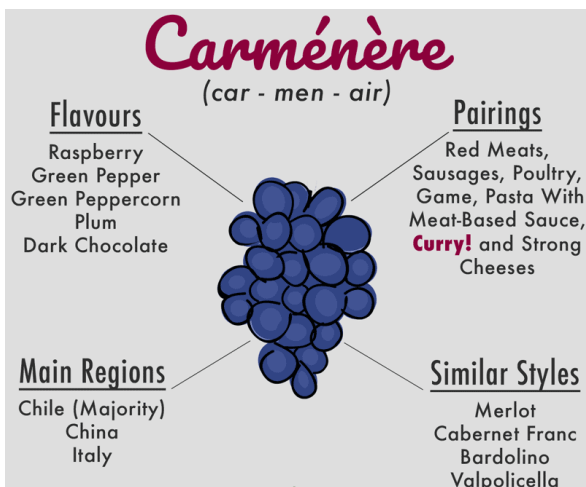 Carménère
(car - men - air)
Flavours
Raspberry
Green Pepper
Green Peppercorn
Plum
Dark Chocolate
Pairings
Red Meats,
Sausages, Poultry,
Game, Pasta With
Meat-Based Sauce,
Curry! and Strong
Cheeses
Main Regions
Chile (Majority)
China
Italy
Similar Styles
Merlot
Cabernet Franc
Bardolino
Valpolicella